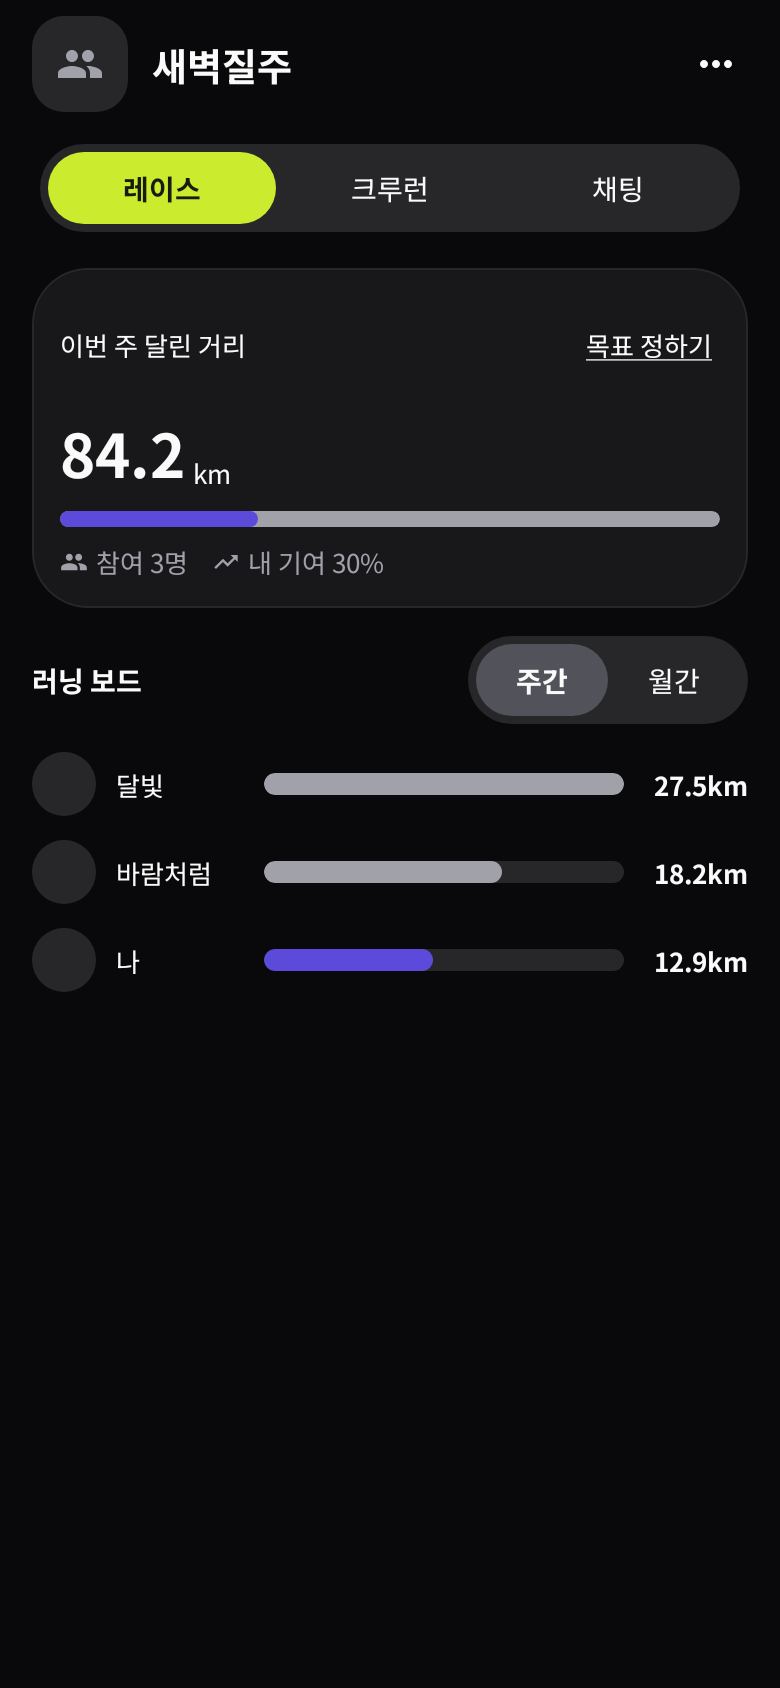 새벽질주
레이스 크루런 채팅
이번 주 달린 거리 목표 정하기
84.2 km
참여 3명 내 기여 30%
러닝 보드 주간 월간
달빛 27.5km
바람처럼 18.2km
나 12.9km